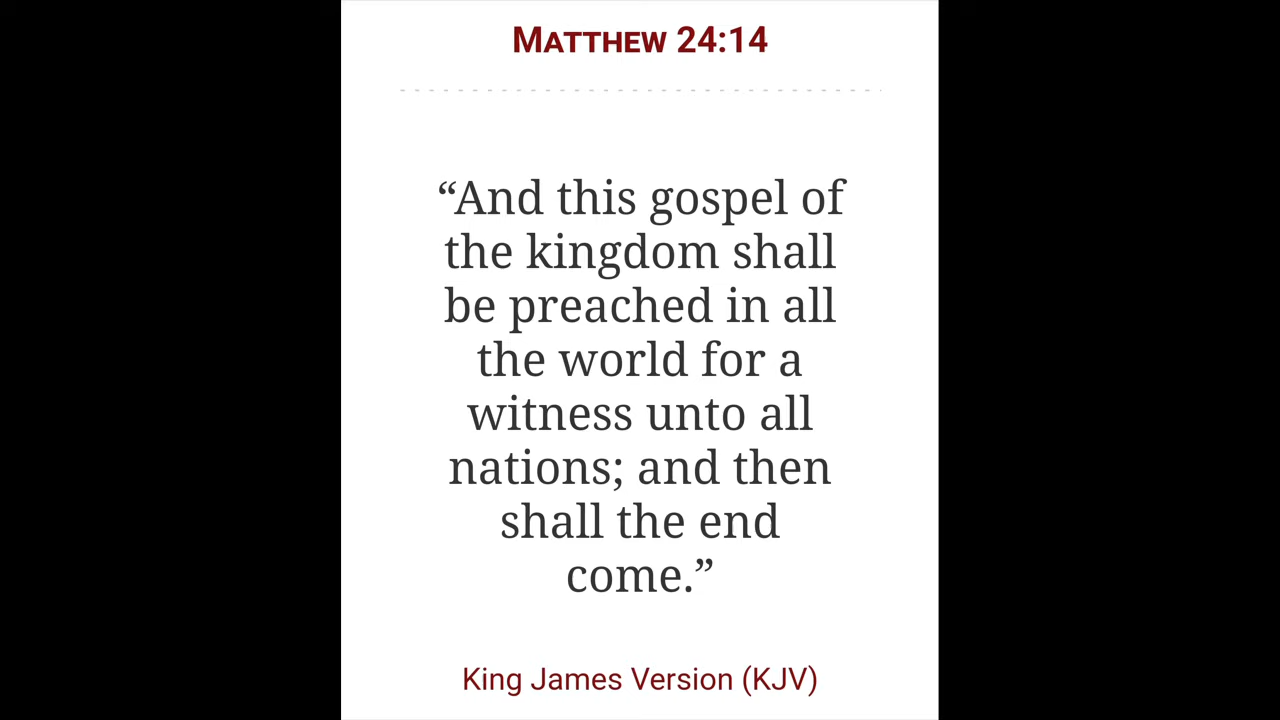 MATTHEW 24:14
“And this gospel of
the kingdom shall
be preached in all
the world for a
witness unto all
nations; and then
shall the end
come.”
King James Version (KJV)